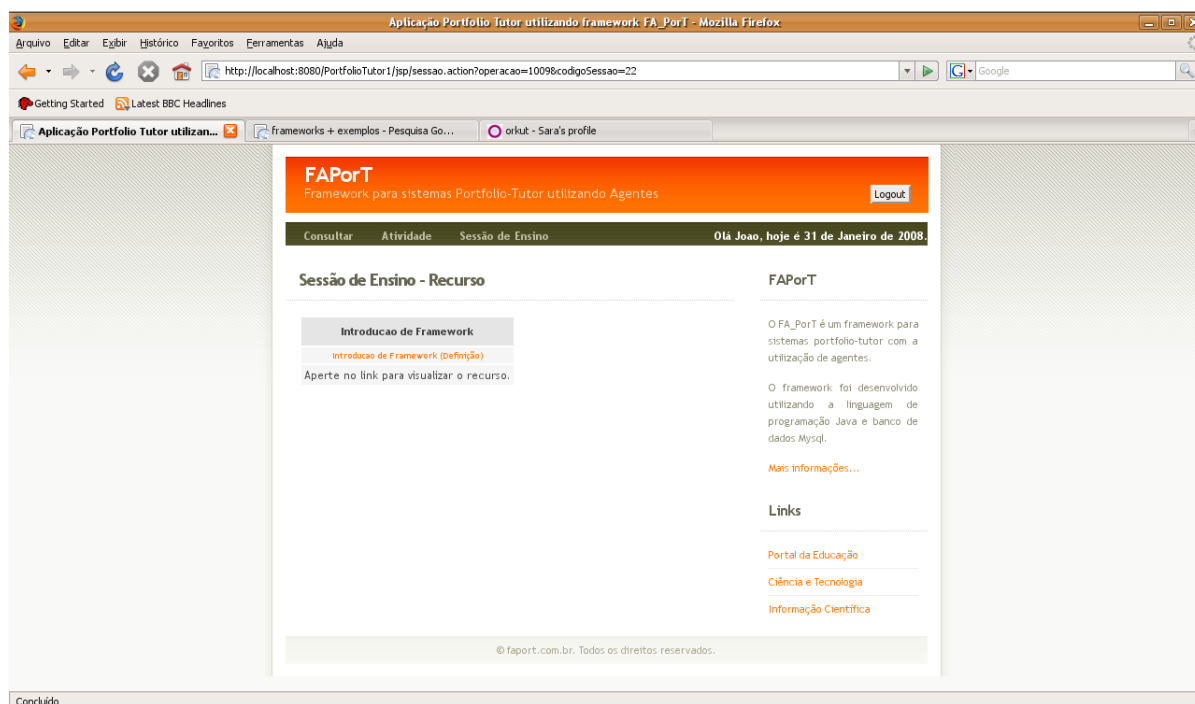 Aplicação Portfolio Tutor utilizando framework FA_PorT - Mozilla Firefox
Arquivo Editar Exibir Histórico Favoritos Ferramentas Ajuda
http://localhost:8080/PortfolioTutor1/jsp/sessao.action?operacao=1009&codigoSessao=22
G Google
Getting Started Latest BBC Headlines
Aplicação Portfolio Tutor utilizan... frameworks + exemplos - Pesquisa Go... orkut - Sara's profile
FAPorT
Framework para sistemas Portfolio-Tutor utilizando Agentes
Logout
Consultar Atividade Sessão de Ensino Olá Joao, hoje é 31 de Janeiro de 2008.
Sessão de Ensino - Recurso
Introducao de Framework
Introducao de Framework (Definição)
Aperte no link para visualizar o recurso.
FAPorT
O FA_PorT é um framework para
sistemas portfolio-tutor com a
utilização de agentes.
O framework foi desenvolvido
utilizando a linguagem de
programação Java e banco de
dados Mysql.
Mais informações...
Links
Portal da Educação
Ciência e Tecnologia
Informação Científica
© faport.com.br. Todos os direitos reservados.
Concluído